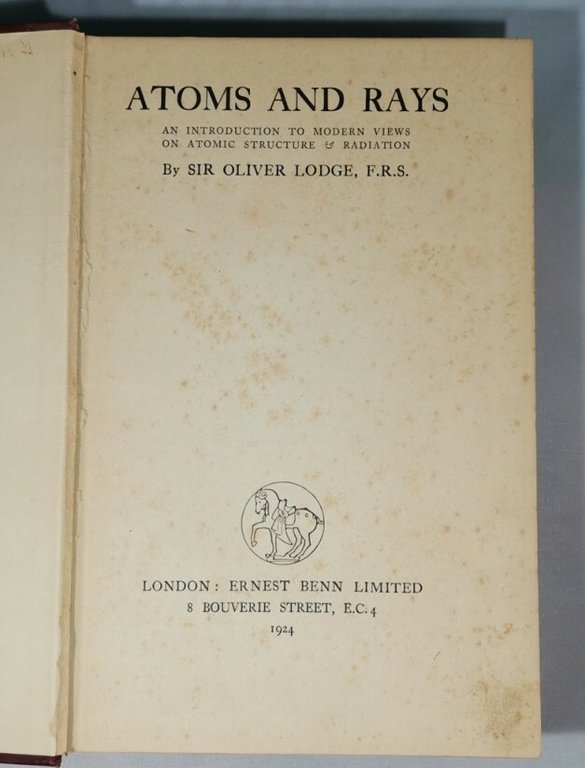 ATOMS AND RAYS
AN INTRODUCTION TO MODERN VIEWS
ON ATOMIC STRUCTURE & RADIATION
By SIR OLIVER LODGE, F.R.S.
LONDON: ERNEST BENN LIMITED
8 BOUVERIE STREET, E.C.4
1924